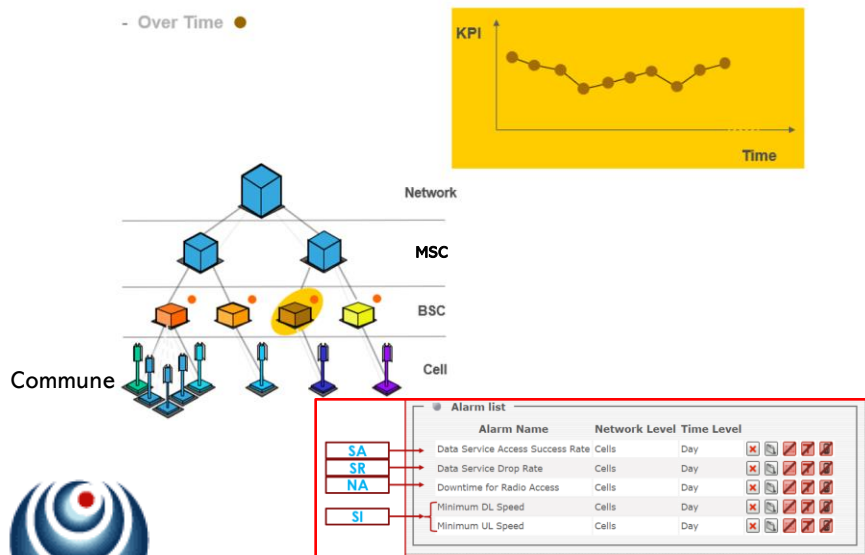 - Over Time
KPI
Time
Network
MSC
BSC
Cell
Commune
Alarm list
Alarm Name Network Level Time Level
SA Data Service Access Success Rate Cells Day
SR Data Service Drop Rate Cells Day
NA Downtime for Radio Access Cells Day
SI
Minimum DL Speed Cells Day
Minimum UL Speed Cells Day